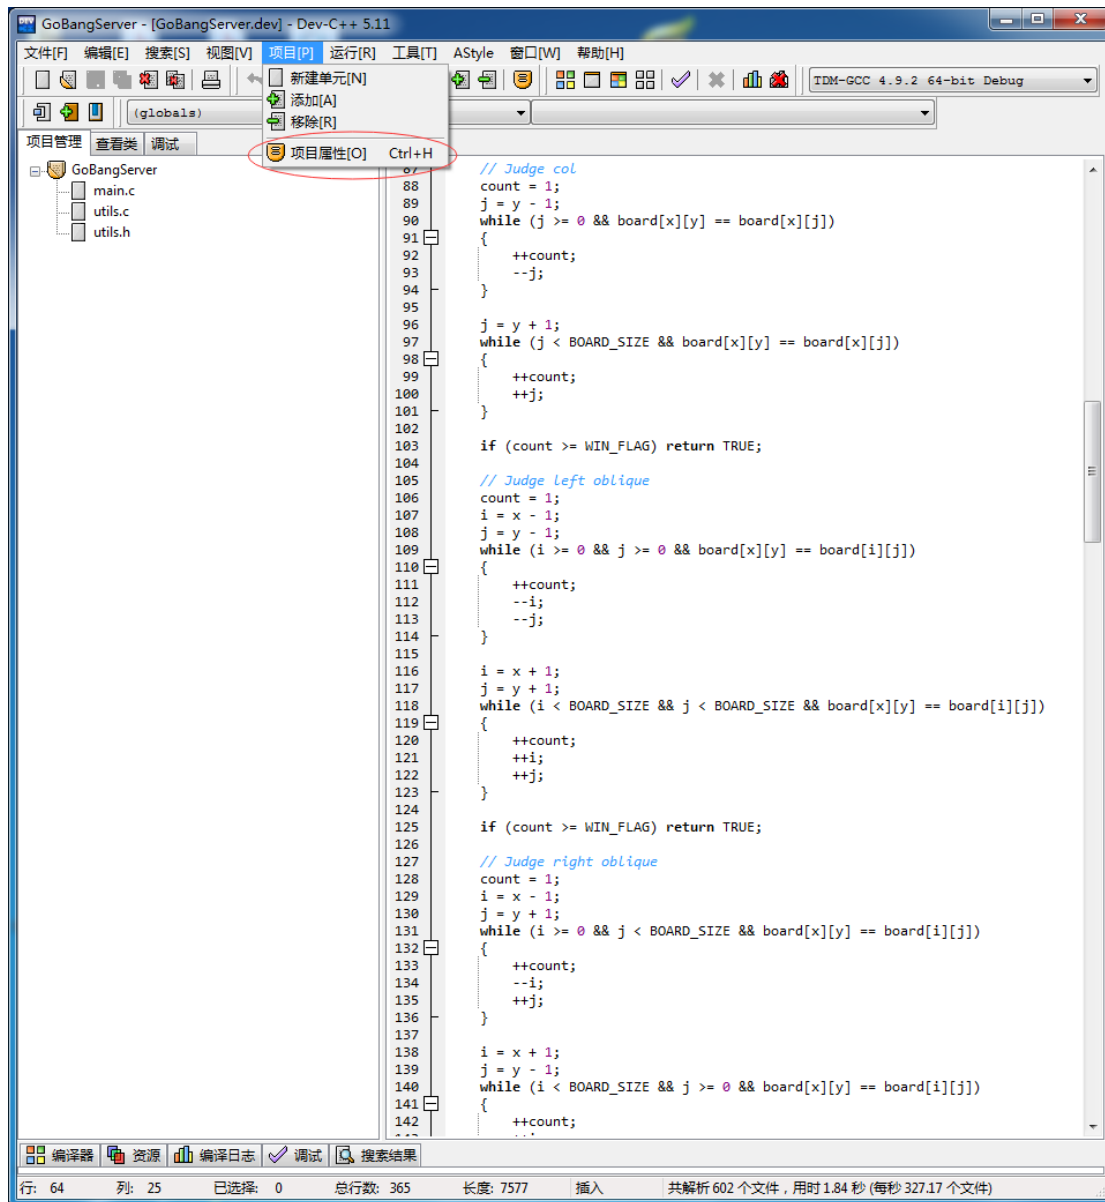 GoBangServer - [GoBangServer.dev] - Dev-C++ 5.11
文件[F] 编辑[E] 搜索[S] 视图[V] 项目[P] 运行[R] 工具[T] AStyle 窗口[W] 帮助[H]
新建单元[N]
添加[A]
移除[R]
项目属性[O] Ctrl+H
TDM-GCC 4.9.2 64-bit Debug
(globals)
项目管理 查看类 调试
GoBangServer
main.c
utils.c
utils.h
87 // Judge col
88 count = 1;
89 j = y - 1;
90 while (j >= 0 && board[x][y] == board[x][j])
91 {
92 ++count;
93 --j;
94 }
95
96 j = y + 1;
97 while (j < BOARD_SIZE && board[x][y] == board[x][j])
98 {
99 ++count;
100 ++j;
101 }
102
103 if (count >= WIN_FLAG) return TRUE;
104
105 // Judge left oblique
106 count = 1;
107 i = x - 1;
108 j = y - 1;
109 while (i >= 0 && j >= 0 && board[x][y] == board[i][j])
110 {
111 ++count;
112 --i;
113 --j;
114 }
115
116 i = x + 1;
117 j = y + 1;
118 while (i < BOARD_SIZE && j < BOARD_SIZE && board[x][y] == board[i][j])
119 {
120 ++count;
121 ++i;
122 ++j;
123 }
124
125 if (count >= WIN_FLAG) return TRUE;
126
127 // Judge right oblique
128 count = 1;
129 i = x - 1;
130 j = y + 1;
131 while (i >= 0 && j < BOARD_SIZE && board[x][y] == board[i][j])
132 {
133 ++count;
134 --i;
135 ++j;
136 }
137
138 i = x + 1;
139 j = y - 1;
140 while (i < BOARD_SIZE && j >= 0 && board[x][y] == board[i][j])
141 {
142 ++count;
编译器 资源 编译日志 调试 搜索结果
行: 64 列: 25 已选择: 0 总行数: 365 长度: 7577 插入 共解析 602 个文件，用时 1.84 秒 (每秒 327.17 个文件)